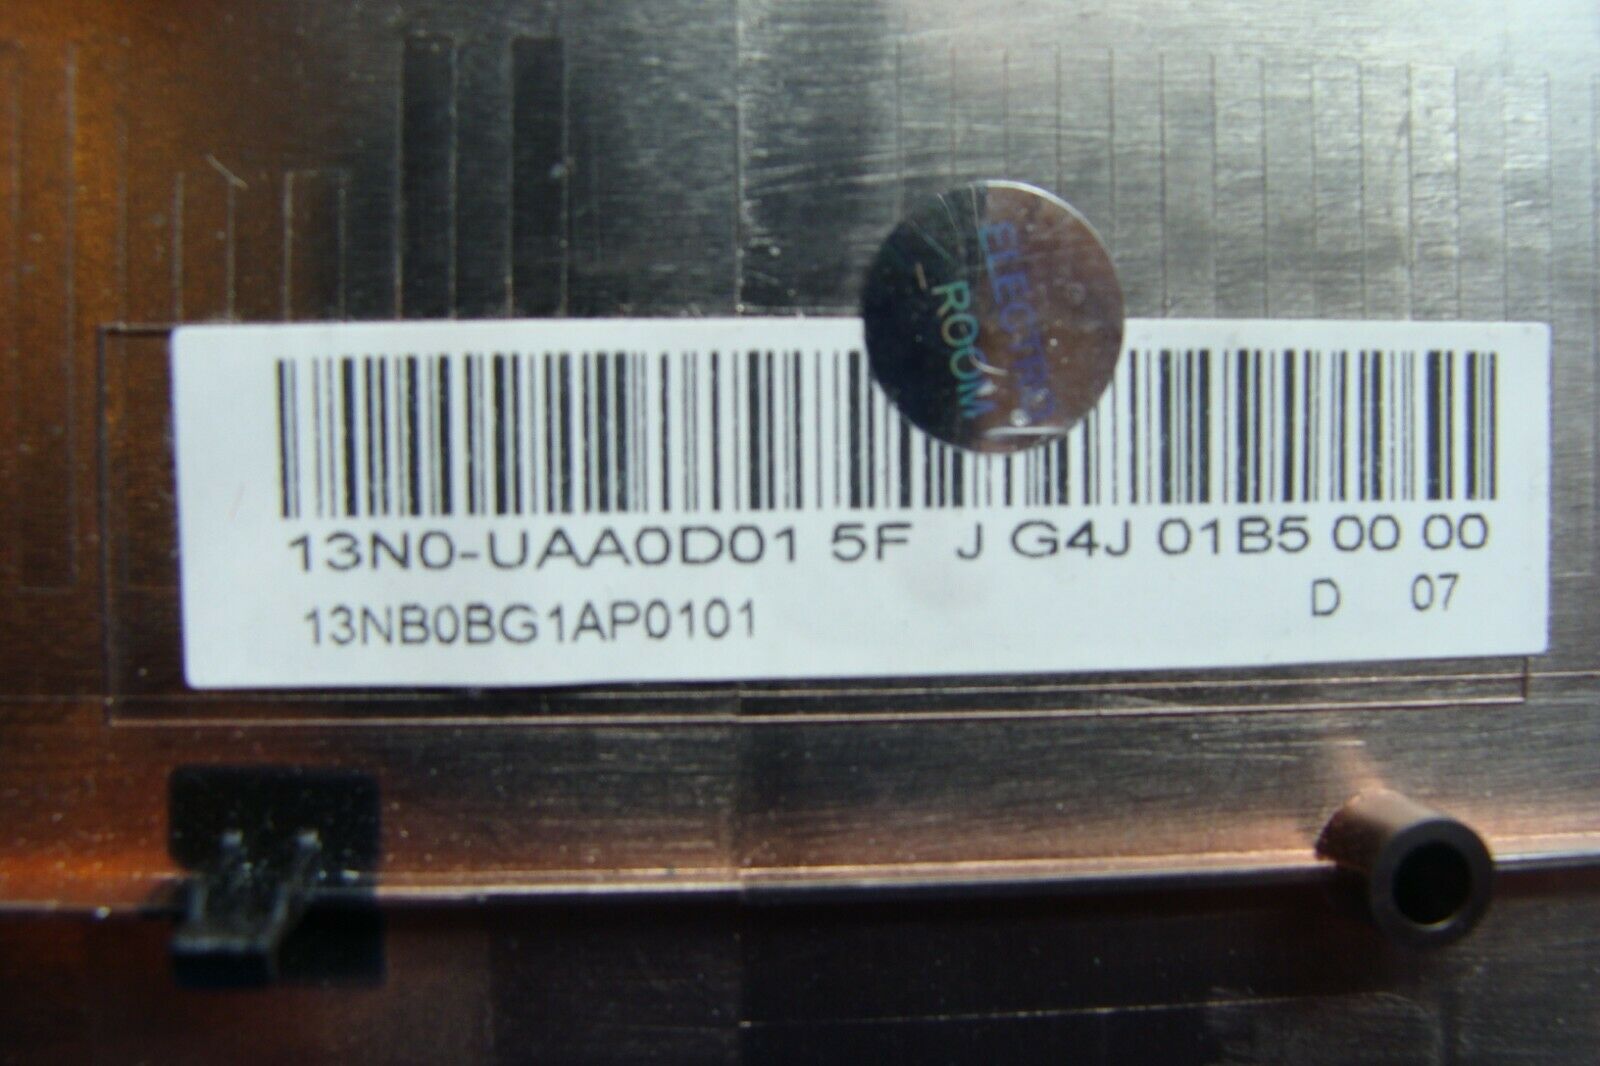 ELECTRO
-ROOM
13N0-UAA0D01 5F J G4J 01B5 00 00
13NB0BG1AP0101 D 07